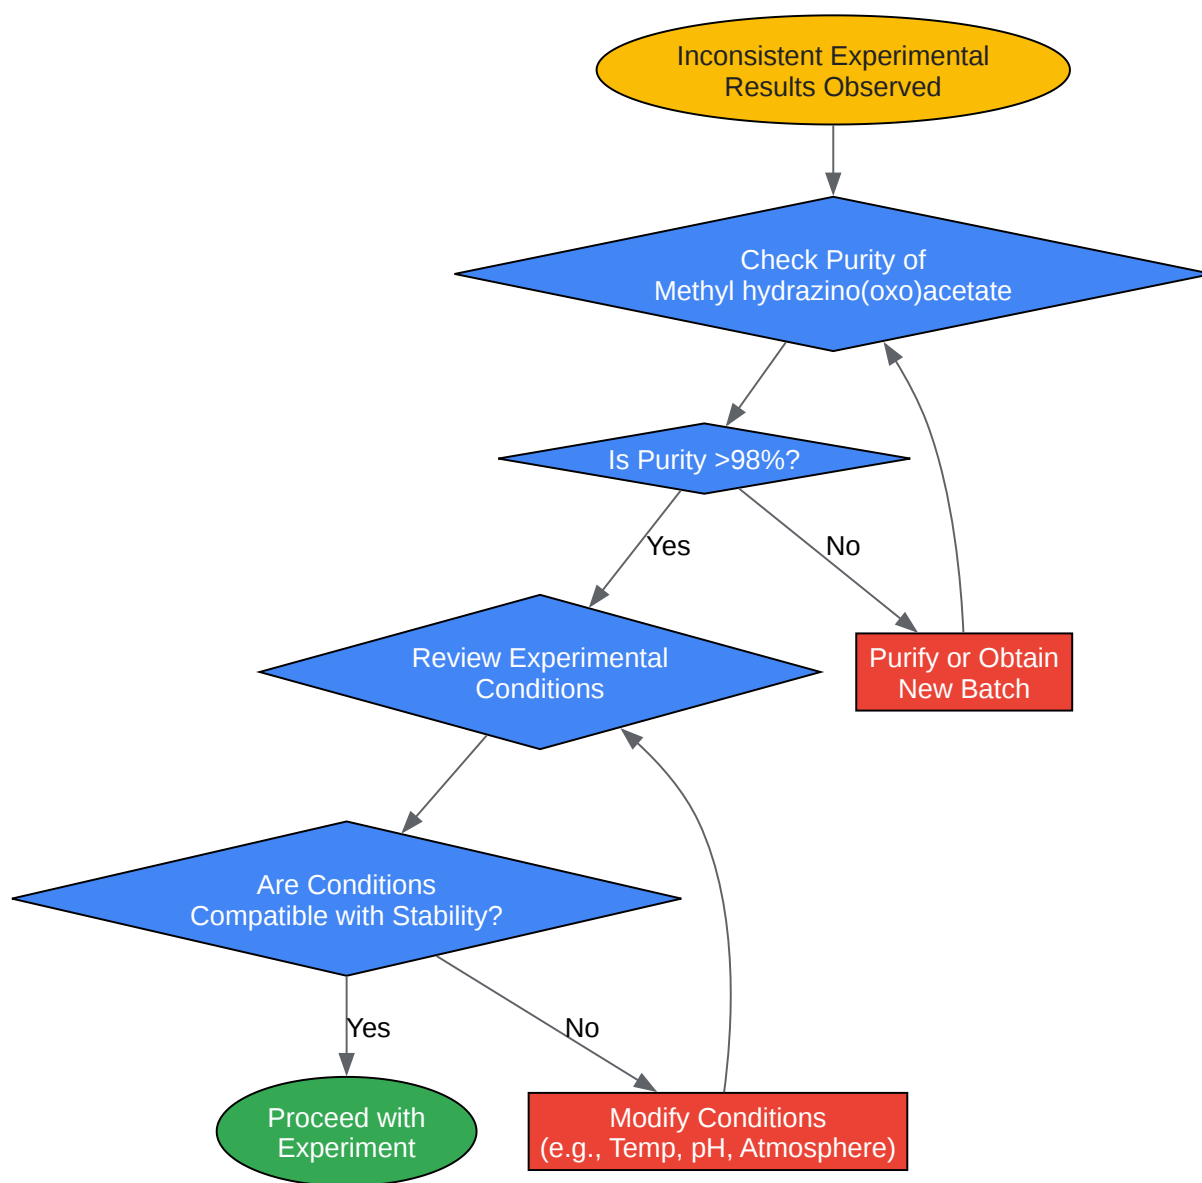 Inconsistent Experimental
Results Observed
Check Purity of
Methyl hydrazino(oxo)acetate
Is Purity >98%?
Yes
No
Review Experimental
Conditions
Purify or Obtain
New Batch
Are Conditions
Compatible with Stability?
Yes
No
Proceed with
Experiment
Modify Conditions
(e.g., Temp, pH, Atmosphere)